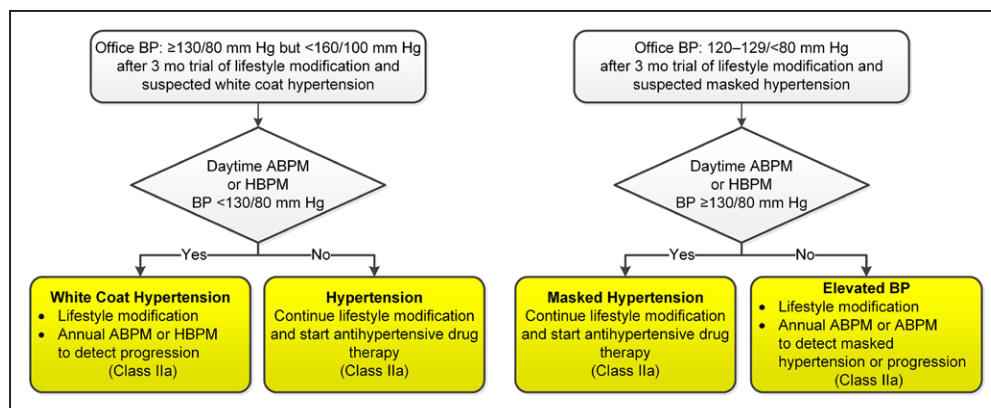 Office BP: ≥130/80 mm Hg but <160/100 mm Hg
after 3 mo trial of lifestyle modification and
suspected white coat hypertension
Daytime ABPM
or HBPM
BP <130/80 mm Hg
Yes
No
White Coat Hypertension
• Lifestyle modification
• Annual ABPM or HBPM
to detect progression
(Class IIa)
Hypertension
Continue lifestyle modification
and start antihypertensive drug
therapy
(Class IIa)
Office BP: 120–129/<80 mm Hg
after 3 mo trial of lifestyle modification and
suspected masked hypertension
Daytime ABPM
or HBPM
BP ≥130/80 mm Hg
Yes
No
Masked Hypertension
Continue lifestyle modification
and start antihypertensive drug
therapy
(Class IIa)
Elevated BP
• Lifestyle modification
• Annual ABPM or ABPM
to detect masked
hypertension or progression
(Class IIa)